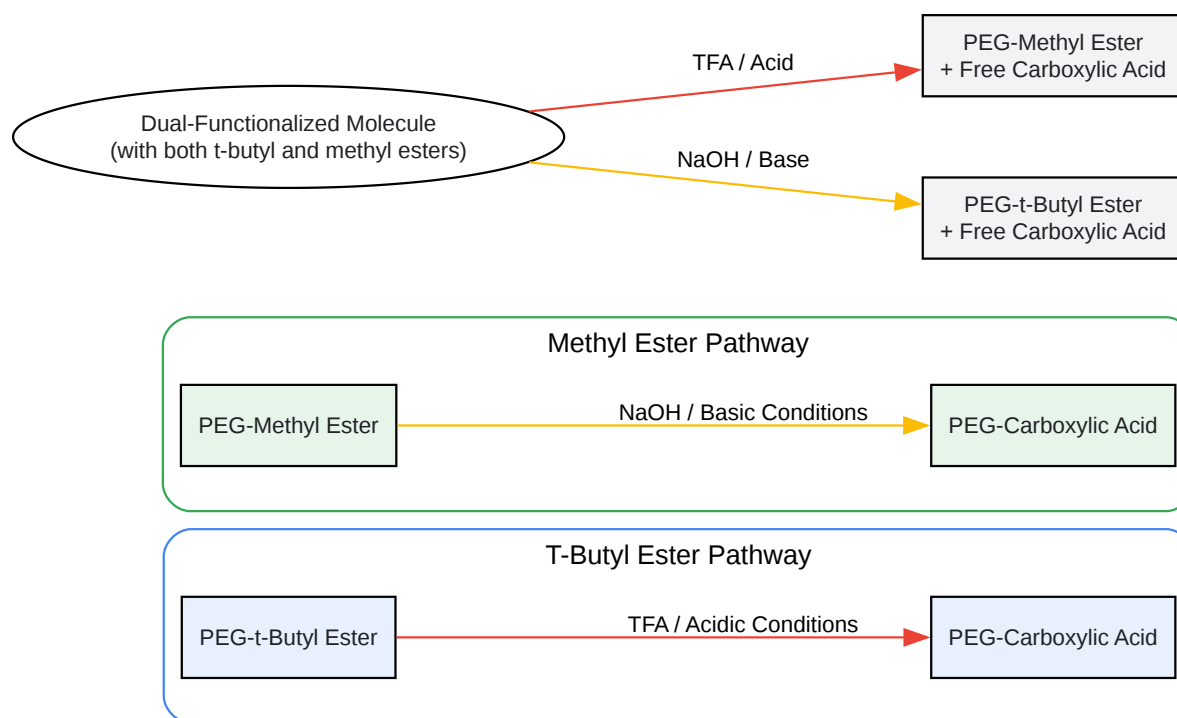 Dual-Functionalized Molecule
(with both t-butyl and methyl esters)
TFA / Acid
PEG-Methyl Ester
+ Free Carboxylic Acid
NaOH / Base
PEG-t-Butyl Ester
+ Free Carboxylic Acid
Methyl Ester Pathway
PEG-Methyl Ester
NaOH / Basic Conditions
PEG-Carboxylic Acid
T-Butyl Ester Pathway
PEG-t-Butyl Ester
TFA / Acidic Conditions
PEG-Carboxylic Acid